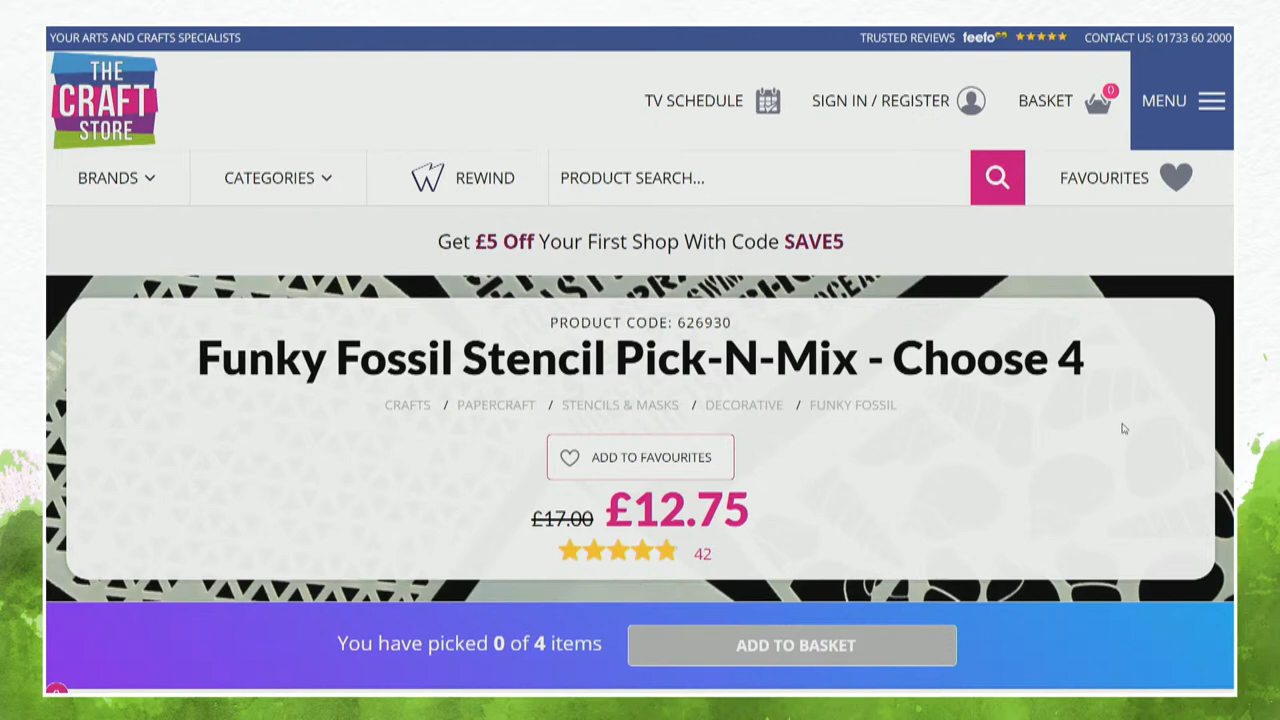 YOUR ARTS AND CRAFTS SPECIALISTS
TRUSTED REVIEWS feefo CONTACT US: 01733 60 2000
THE
CRAFT
STORE
TV SCHEDULE
SIGN IN / REGISTER
BASKET
0
MENU
BRANDS
CATEGORIES
REWIND
PRODUCT SEARCH...
FAVOURITES
Get £5 Off Your First Shop With Code SAVE5
PRODUCT CODE: 626930
Funky Fossil Stencil Pick-N-Mix - Choose 4
CRAFTS / PAPERCRAFT / STENCILS & MASKS / DECORATIVE / FUNKY FOSSIL
ADD TO FAVOURITES
£17.00 £12.75
42
You have picked 0 of 4 items
ADD TO BASKET